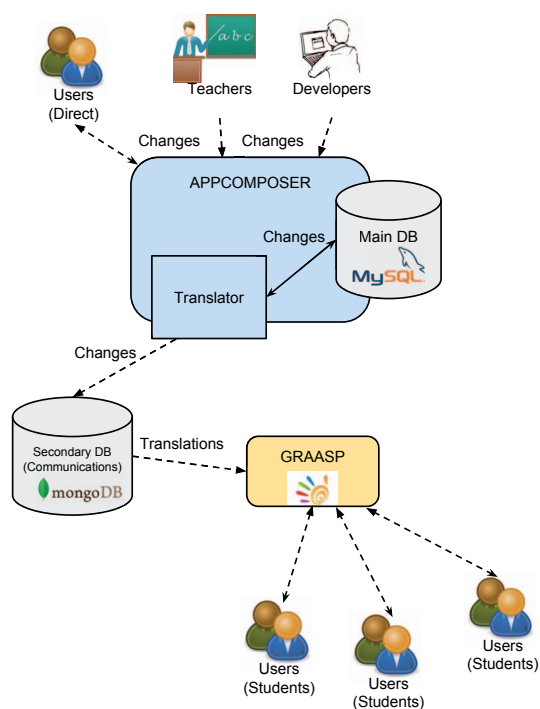 /abc
Users
(Direct)
Teachers
Developers
Changes
Changes
APPCOMPOSER
Changes
Main DB
MySQL
Translator
Changes
Secondary DB
(Communications)
mongoDB
Translations
GRAASP
Users
(Students)
Users
(Students)
Users
(Students)